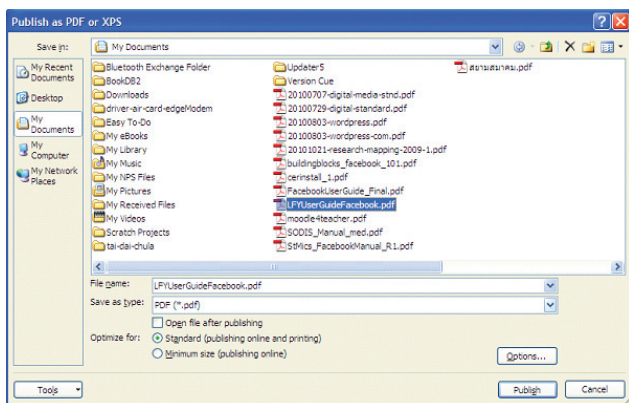 Publish as PDF or XPS
Save in:
My Documents
My Recent Documents
Desktop
My Documents
My Computer
My Network Places
Bluetooth Exchange Folder
BookDB2
Downloads
driver-air-card-edgeModem
Easy To-Do
My eBooks
My Library
My Music
My NPS Files
My Pictures
My Received Files
My Videos
Scratch Projects
tai-dai-chula
Updater5
Version Cue
20100707-digital-media-stnd.pdf
20100729-digital-standard.pdf
20100803-wordpress.pdf
20100803-wordpress-com.pdf
20101021-research-mapping-2009-1.pdf
buildingblocks_facebook_101.pdf
cerinstall_1.pdf
FacebookUserGuide_Final.pdf
LFYUserGuideFacebook.pdf
moodle4teacher.pdf
SODIS_Manual_med.pdf
StMics_FacebookManual_R1.pdf
สยามสมาคม.pdf
File name:
LFYUserGuideFacebook.pdf
Save as type:
PDF (*.pdf)
Open file after publishing
Optimize for:
Standard (publishing online and printing)
Minimum size (publishing online)
Options...
Tools
Publish
Cancel